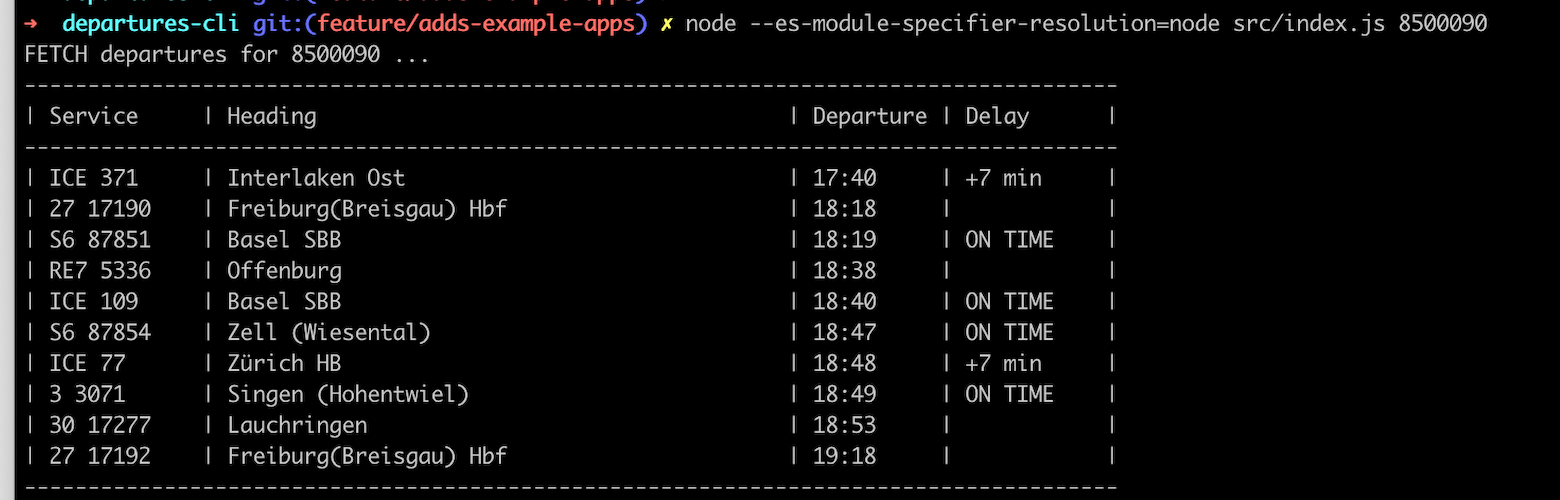 ➜  departures-cli git:(feature/adds-example-apps) ✗ node --es-module-specifier-resolution=node src/index.js 8500090
FETCH departures for 8500090 ...
--------------------------------------------------------------------------------------
| Service     | Heading                                     | Departure | Delay      |
--------------------------------------------------------------------------------------
| ICE 371     | Interlaken Ost                              | 17:40     | +7 min     |
| 27 17190    | Freiburg(Breisgau) Hbf                      | 18:18     |            |
| S6 87851    | Basel SBB                                   | 18:19     | ON TIME    |
| RE7 5336    | Offenburg                                   | 18:38     |            |
| ICE 109     | Basel SBB                                   | 18:40     | ON TIME    |
| S6 87854    | Zell (Wiesental)                            | 18:47     | ON TIME    |
| ICE 77      | Zürich HB                                   | 18:48     | +7 min     |
| 3 3071      | Singen (Hohentwiel)                         | 18:49     | ON TIME    |
| 30 17277    | Lauchringen                                 | 18:53     |            |
| 27 17192    | Freiburg(Breisgau) Hbf                      | 19:18     |            |
--------------------------------------------------------------------------------------